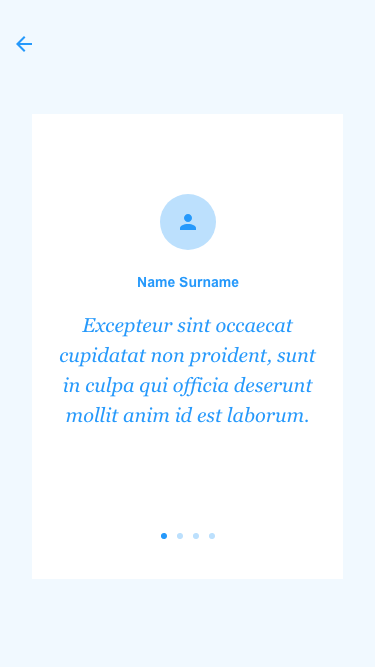 Name Surname
Excepteur sint occaecat
cupidatat non proident, sunt
in culpa qui officia deserunt
mollit anim id est laborum.